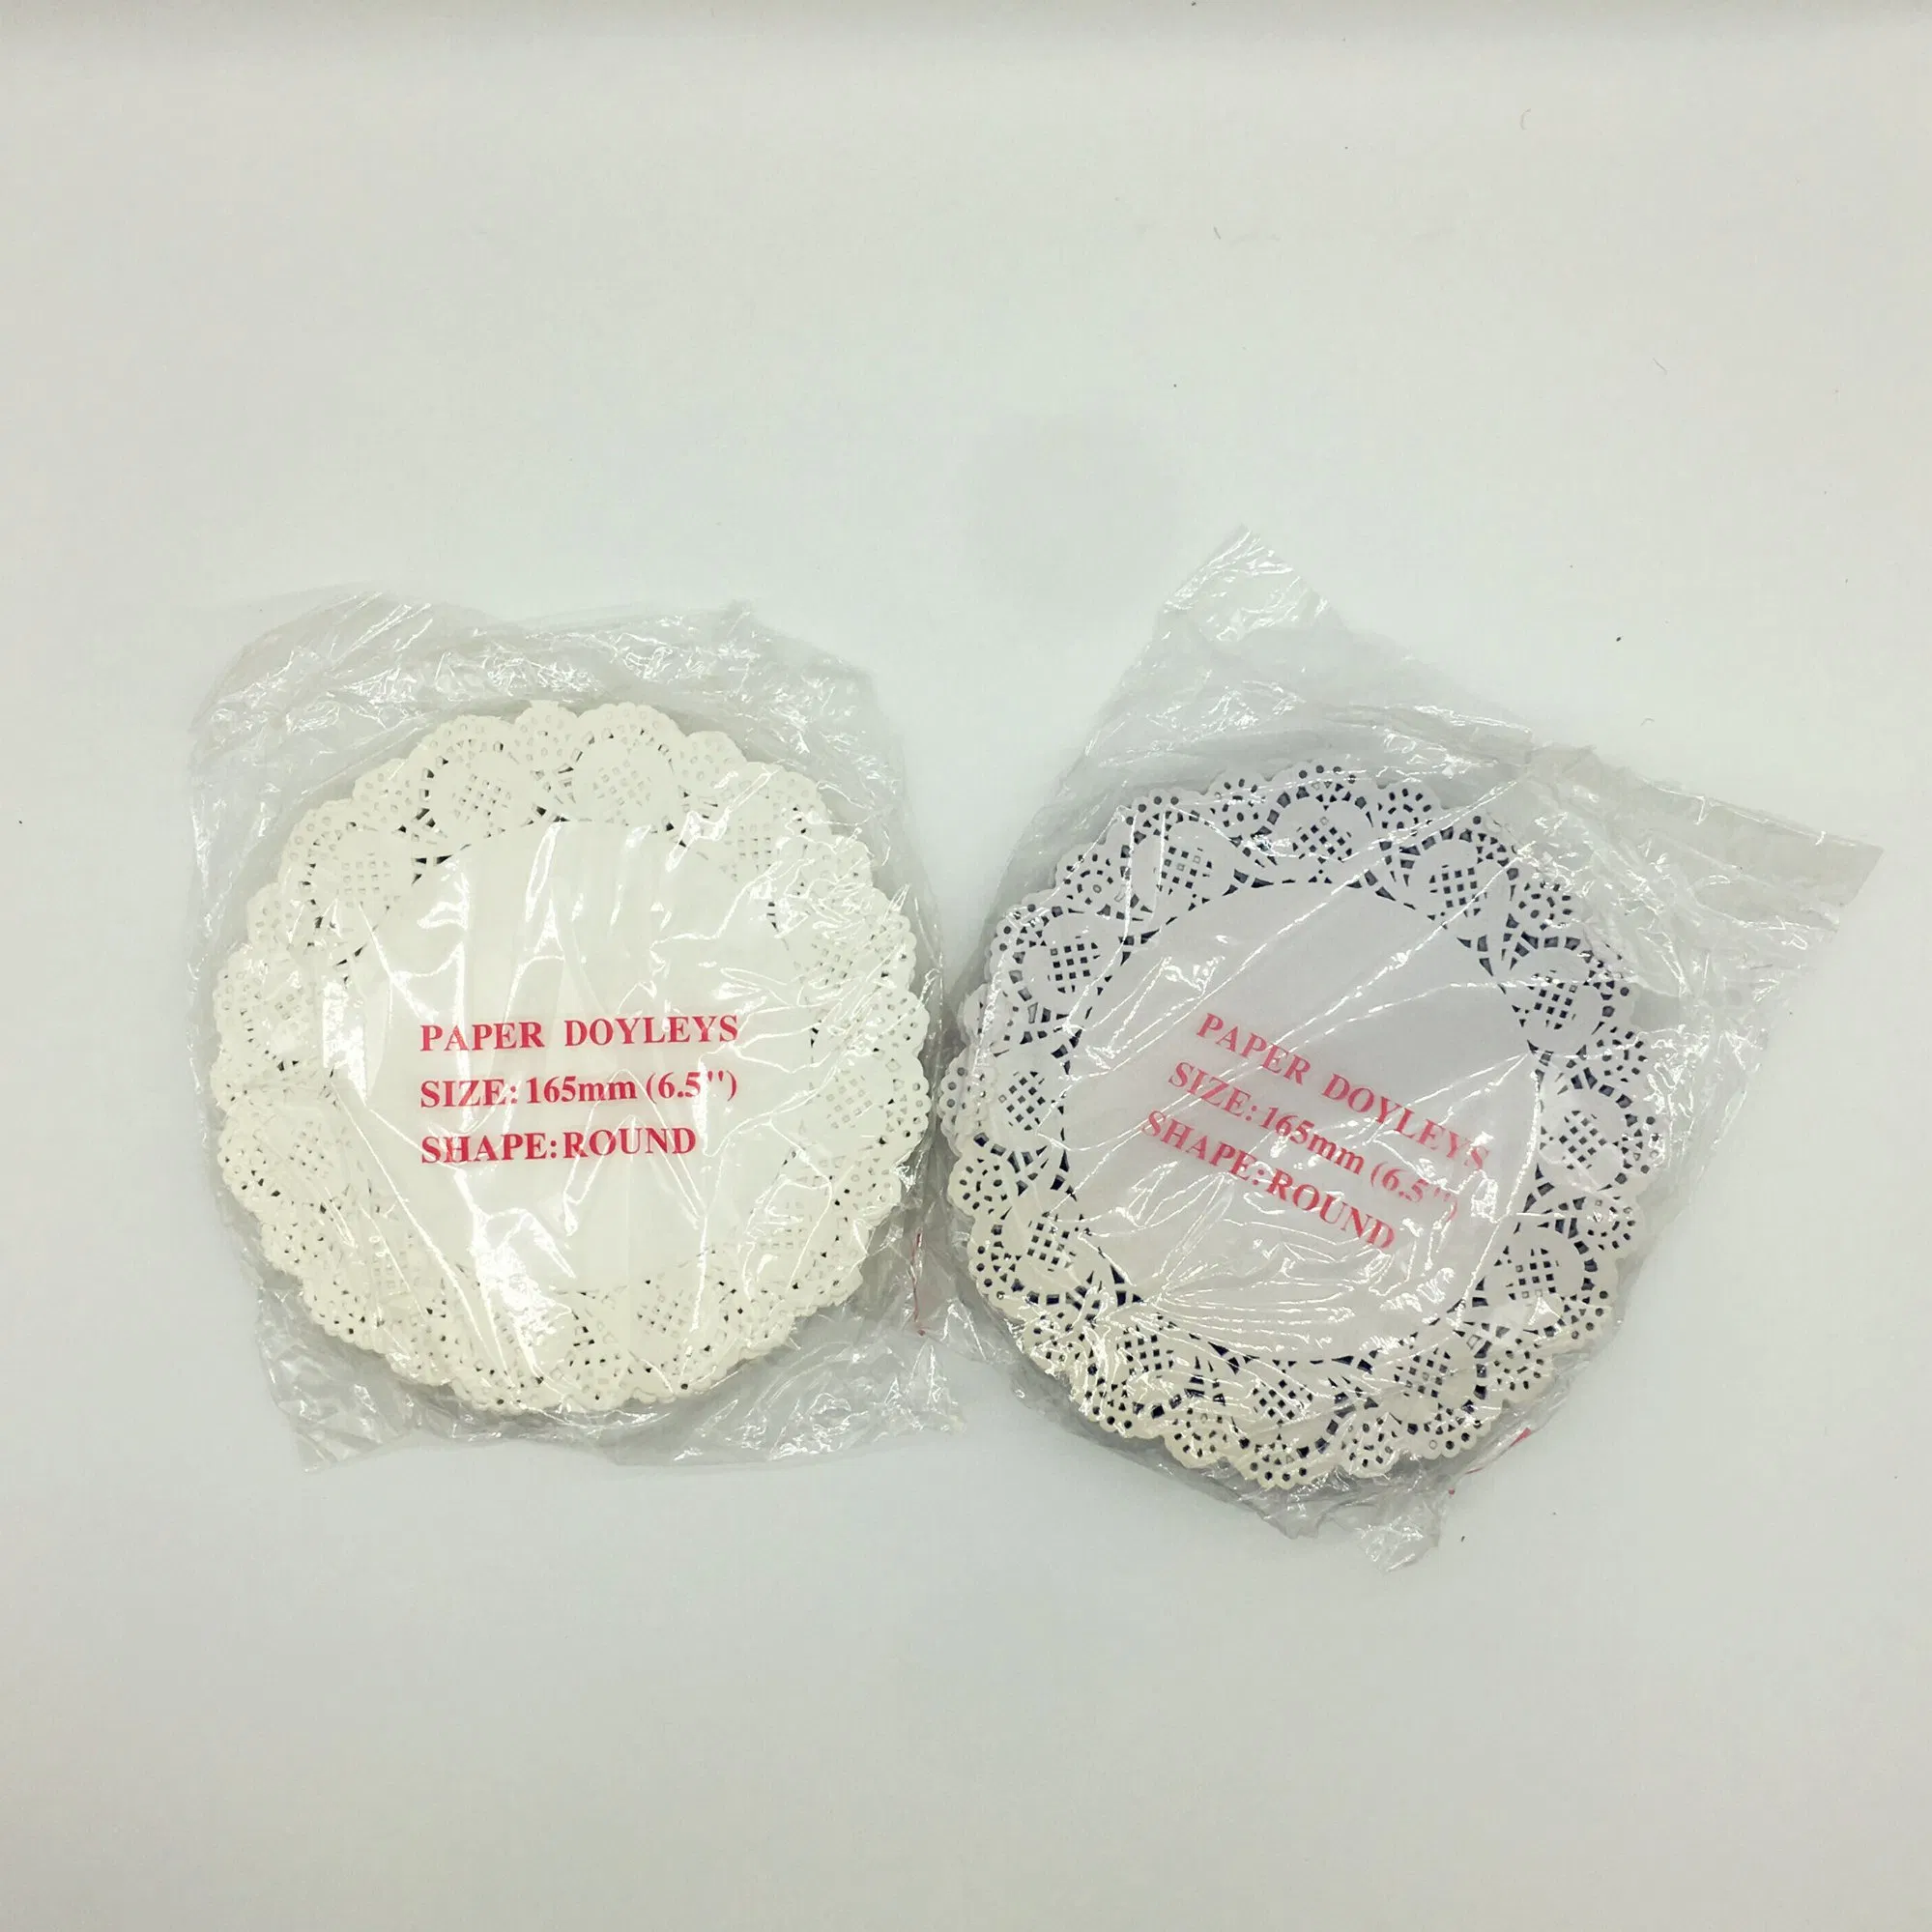 PAPER DOYLEYS
SIZE: 165mm (6.5'')
SHAPE: ROUND
PAPER DOYLEYS
SIZE: 165mm (6.5'')
SHAPE: ROUND